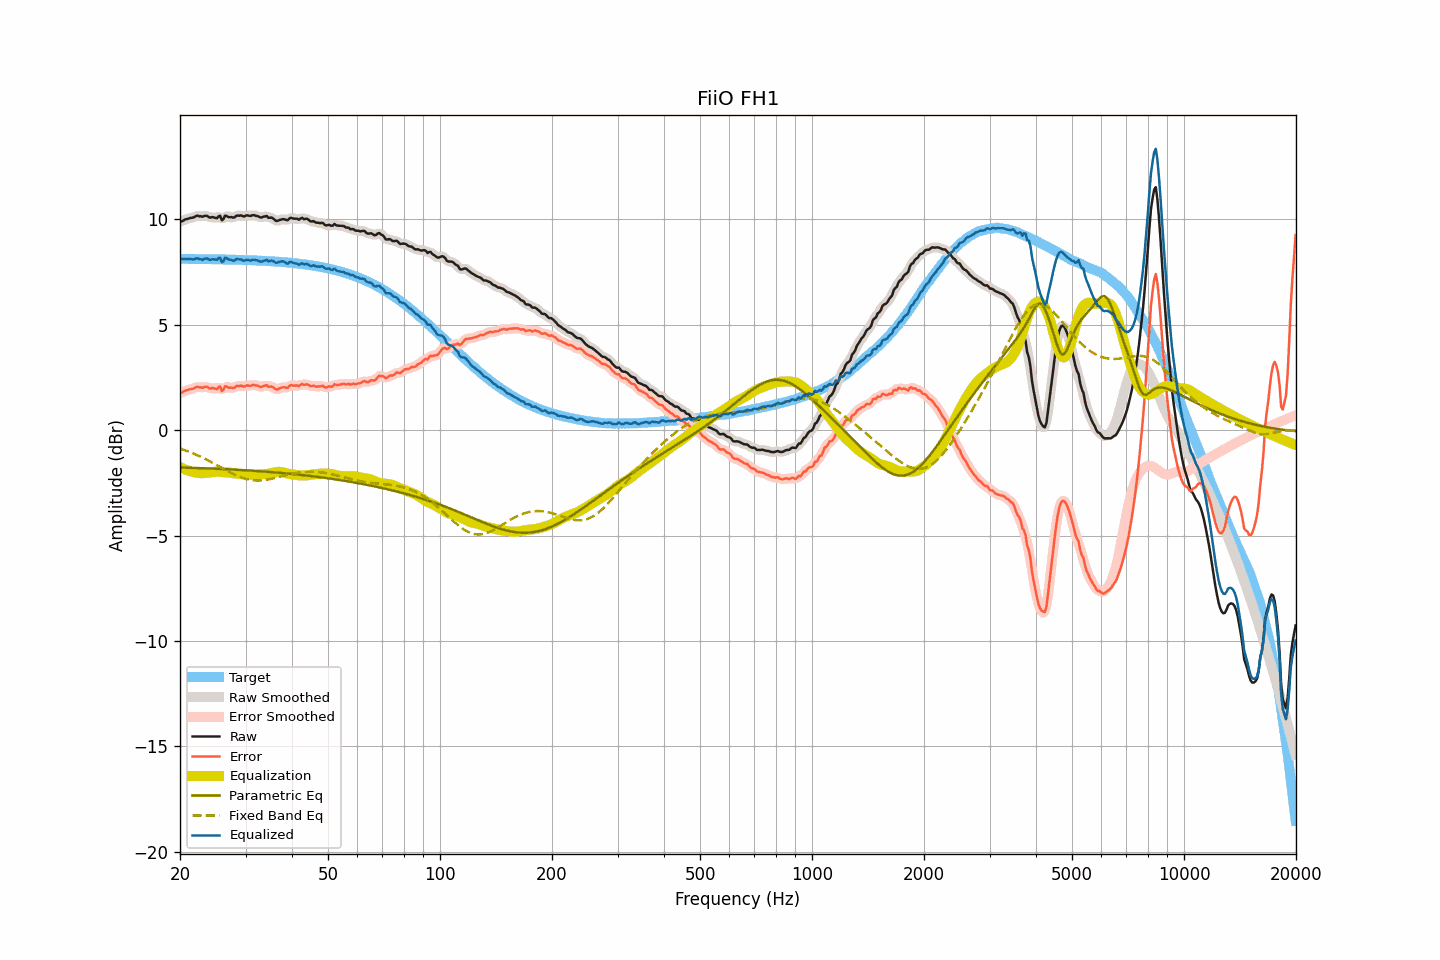 FiiO FH1
Amplitude (dBr)
10
5
0
−5
−10
−15
−20
Target
Raw Smoothed
Error Smoothed
Raw
Error
Equalization
Parametric Eq
Fixed Band Eq
Equalized
20 50 100 200 500 1000 2000 5000 10000 20000
Frequency (Hz)